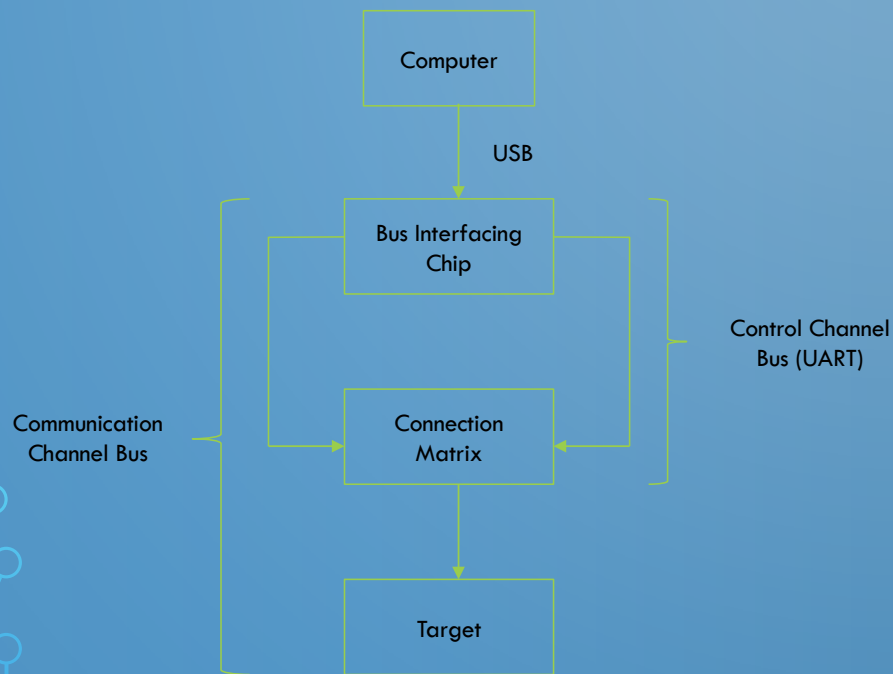 Computer
USB
Bus Interfacing
Chip
Control Channel
Bus (UART)
Communication
Channel Bus
Connection
Matrix
Target